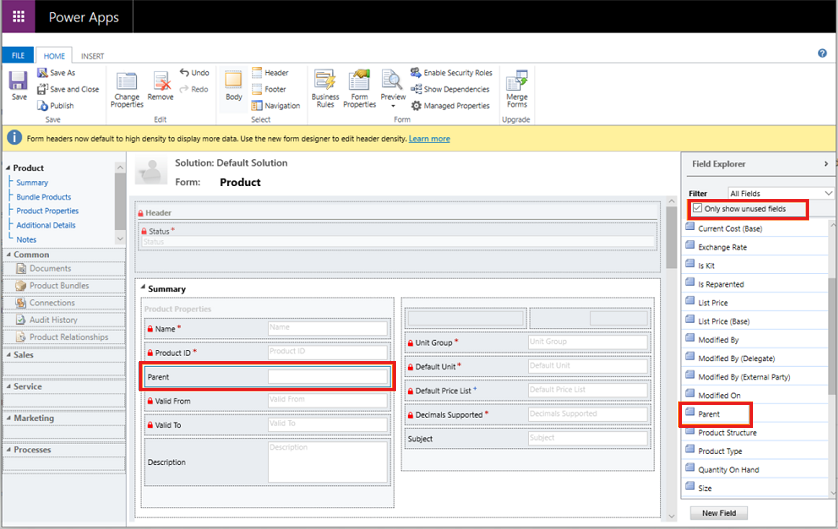 Power Apps
FILE
HOME
INSERT
Save
Save As
Save and Close
Publish
Save
Change Properties
Remove
Undo
Redo
Edit
Body
Header
Footer
Navigation
Select
Business Rules
Form Properties
Preview
Enable Security Roles
Show Dependencies
Managed Properties
Form
Merge Forms
Upgrade
Form headers now default to high density to display more data. Use the new form designer to edit header density. Learn more
Product
Summary
Bundle Products
Product Properties
Additional Details
Notes
Common
Documents
Product Bundles
Connections
Audit History
Product Relationships
Sales
Service
Marketing
Processes
Solution: Default Solution
Form: Product
Header
Status *
Status
Summary
Product Properties
Name * Name
Product ID * Product ID
Parent
Valid From Valid From
Valid To Valid To
Description Description
Unit Group * Unit Group
Default Unit * Default Unit
Default Price List + Default Price List
Decimals Supported * Decimals Supported
Subject Subject
Field Explorer >
Filter All Fields
Only show unused fields
Current Cost (Base)
Exchange Rate
Is Kit
Is Reparented
List Price
List Price (Base)
Modified By
Modified By (Delegate)
Modified By (External Party)
Modified On
Parent
Product Structure
Product Type
Quantity On Hand
Size
New Field